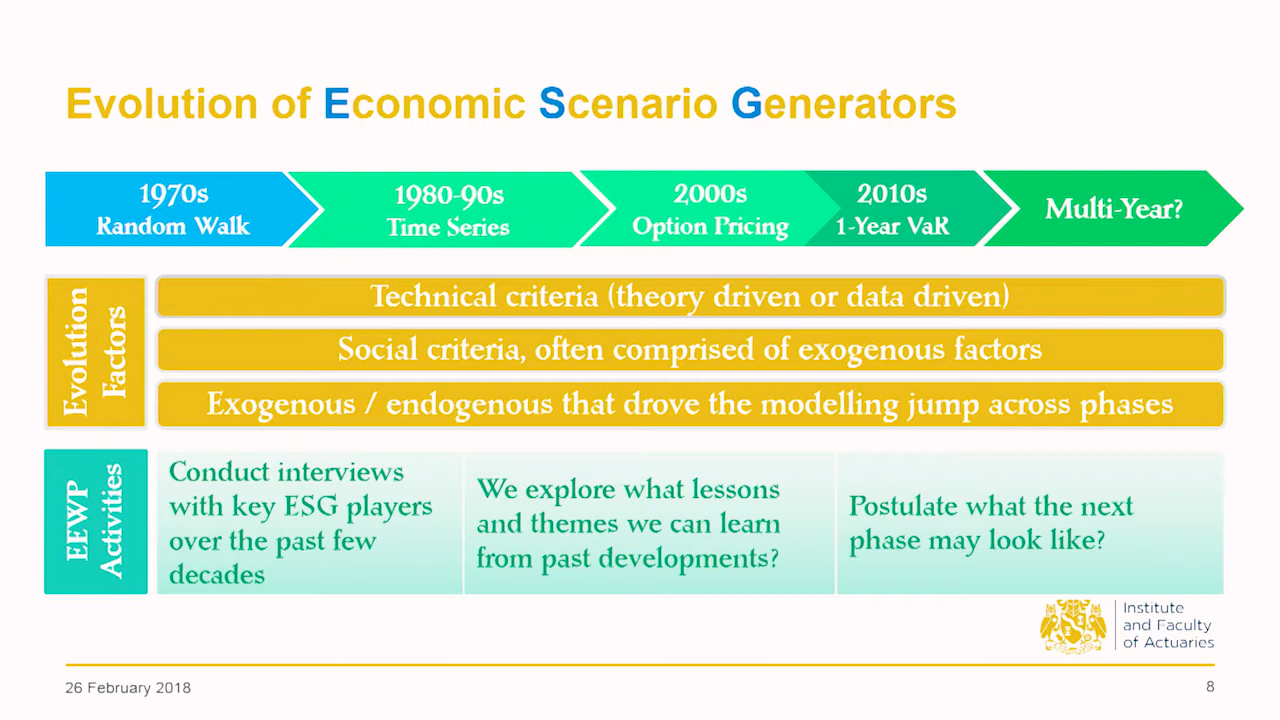 Evolution of Economic Scenario Generators
1970s
Random Walk
1980-90s
Time Series
2000s
Option Pricing
2010s
1-Year VaR
Multi-Year?
Evolution
Factors
Technical criteria (theory driven or data driven)
Social criteria, often comprised of exogenous factors
Exogenous / endogenous that drove the modelling jump across phases
EEWP
Activities
Conduct interviews
with key ESG players
over the past few
decades
We explore what lessons
and themes we can learn
from past developments?
Postulate what the next
phase may look like?
Institute
and Faculty
of Actuaries
26 February 2018
8